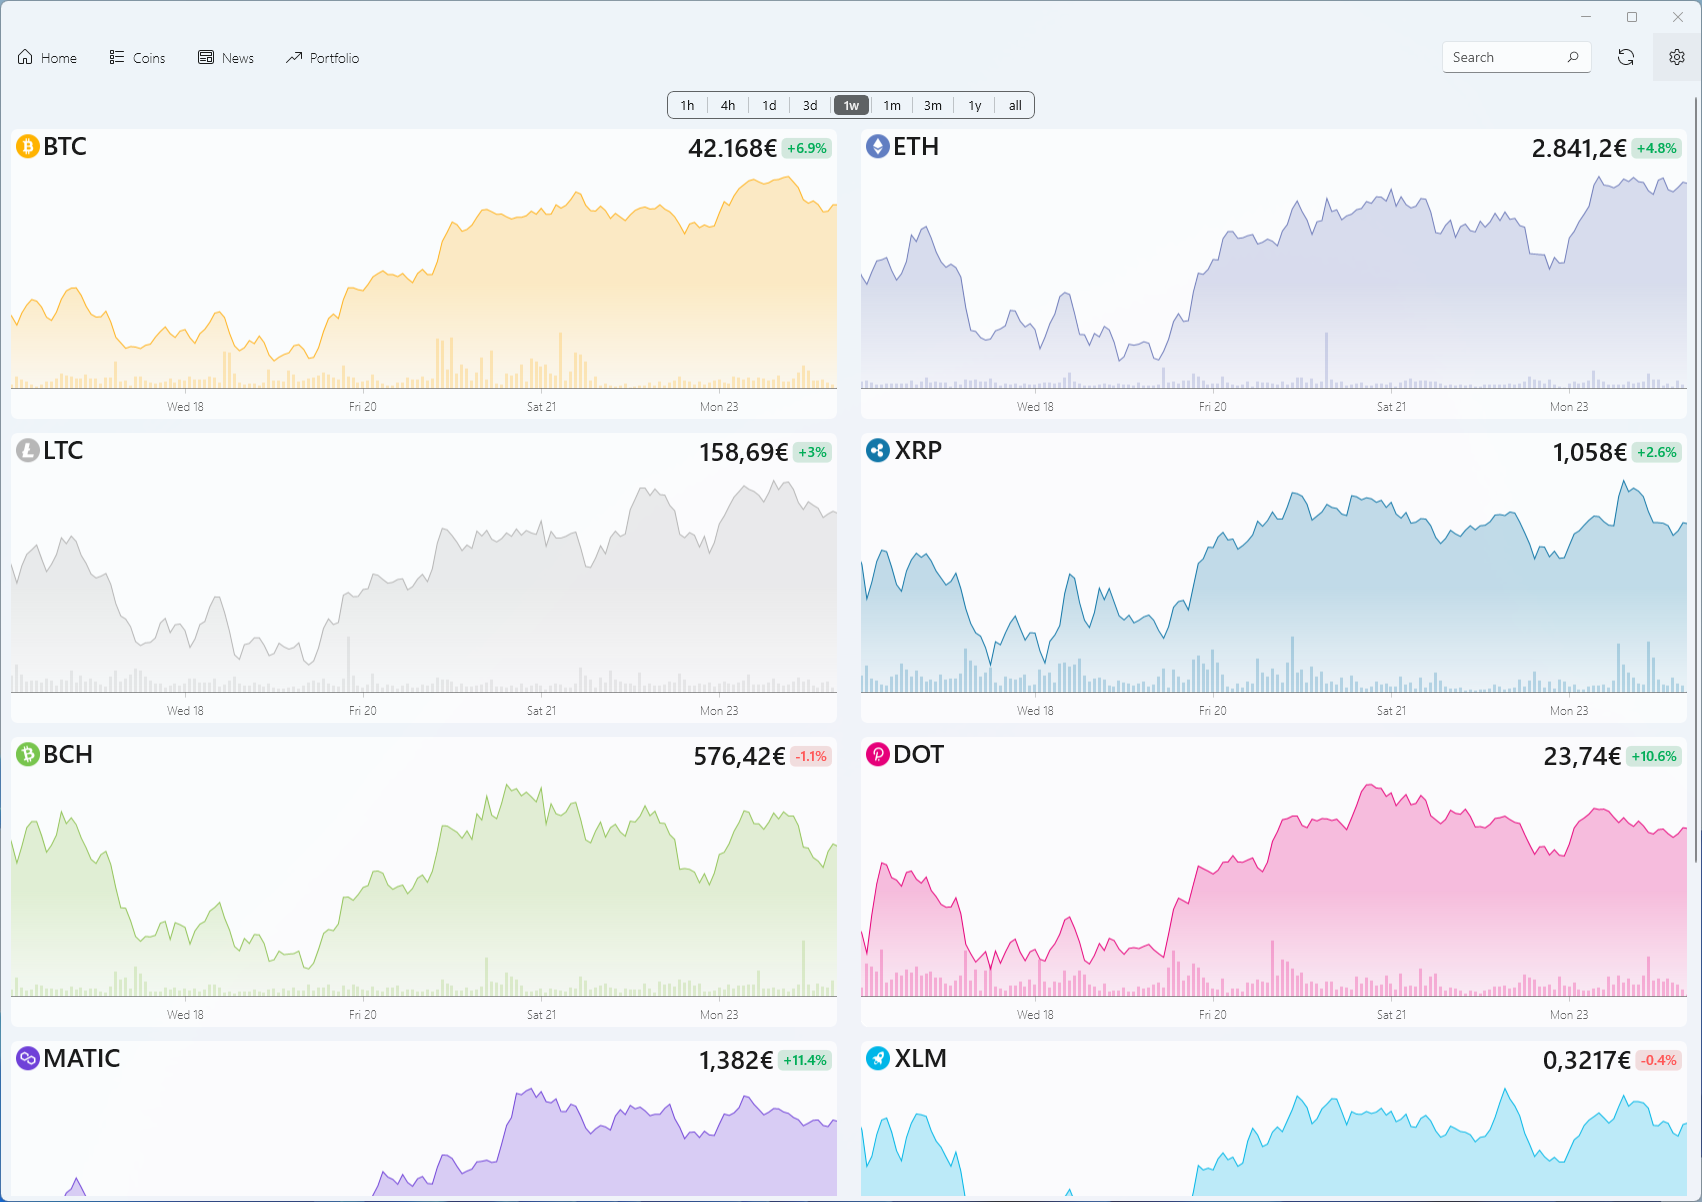 Home Coins News Portfolio Search
1h 4h 1d 3d 1w 1m 3m 1y all
BTC 42.168€ +6.9%
Wed 18 Fri 20 Sat 21 Mon 23
ETH 2.841,2€ +4.8%
Wed 18 Fri 20 Sat 21 Mon 23
LTC 158,69€ +3%
Wed 18 Fri 20 Sat 21 Mon 23
XRP 1,058€ +2.6%
Wed 18 Fri 20 Sat 21 Mon 23
BCH 576,42€ -1.1%
Wed 18 Fri 20 Sat 21 Mon 23
DOT 23,74€ +10.6%
Wed 18 Fri 20 Sat 21 Mon 23
MATIC 1,382€ +11.4%
XLM 0,3217€ -0.4%